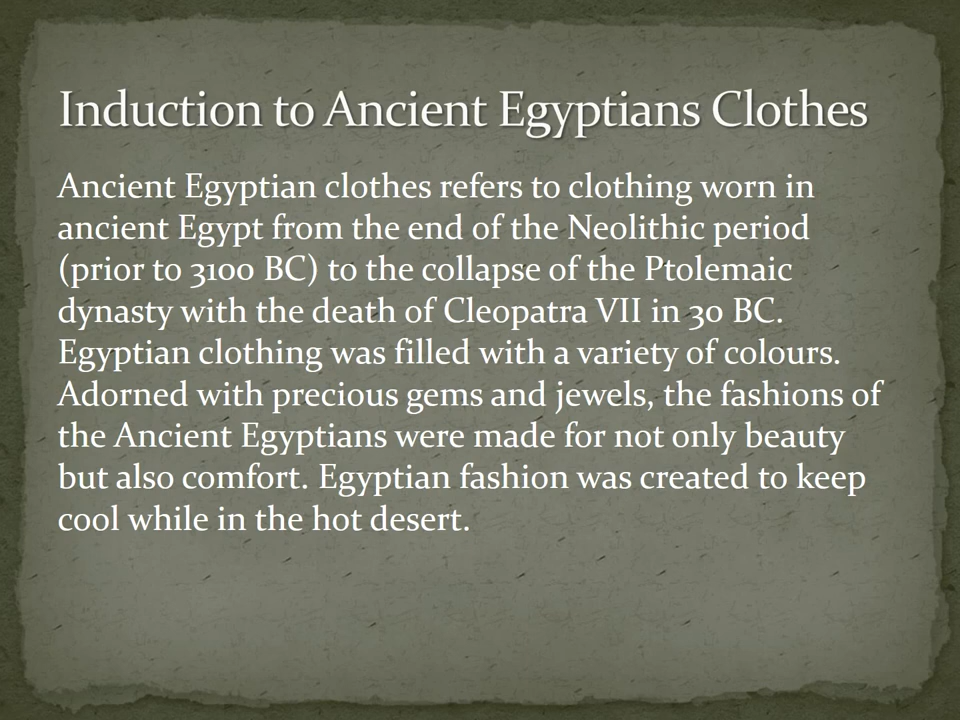 Induction to Ancient Egyptians Clothes
Ancient Egyptian clothes refers to clothing worn in
ancient Egypt from the end of the Neolithic period
(prior to 3100 BC) to the collapse of the Ptolemaic
dynasty with the death of Cleopatra VII in 30 BC.
Egyptian clothing was filled with a variety of colours.
Adorned with precious gems and jewels, the fashions of
the Ancient Egyptians were made for not only beauty
but also comfort. Egyptian fashion was created to keep
cool while in the hot desert.